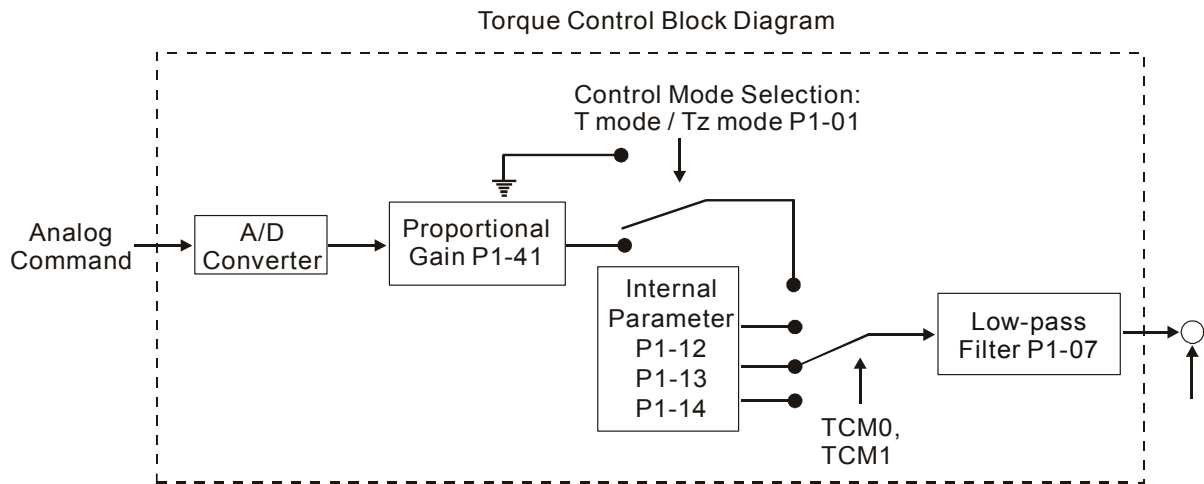 Torque Control Block Diagram
Control Mode Selection:
T mode / Tz mode P1-01
Analog
Command
A/D
Converter
Proportional
Gain P1-41
Internal
Parameter
P1-12
P1-13
P1-14
Low-pass
Filter P1-07
TCM0,
TCM1